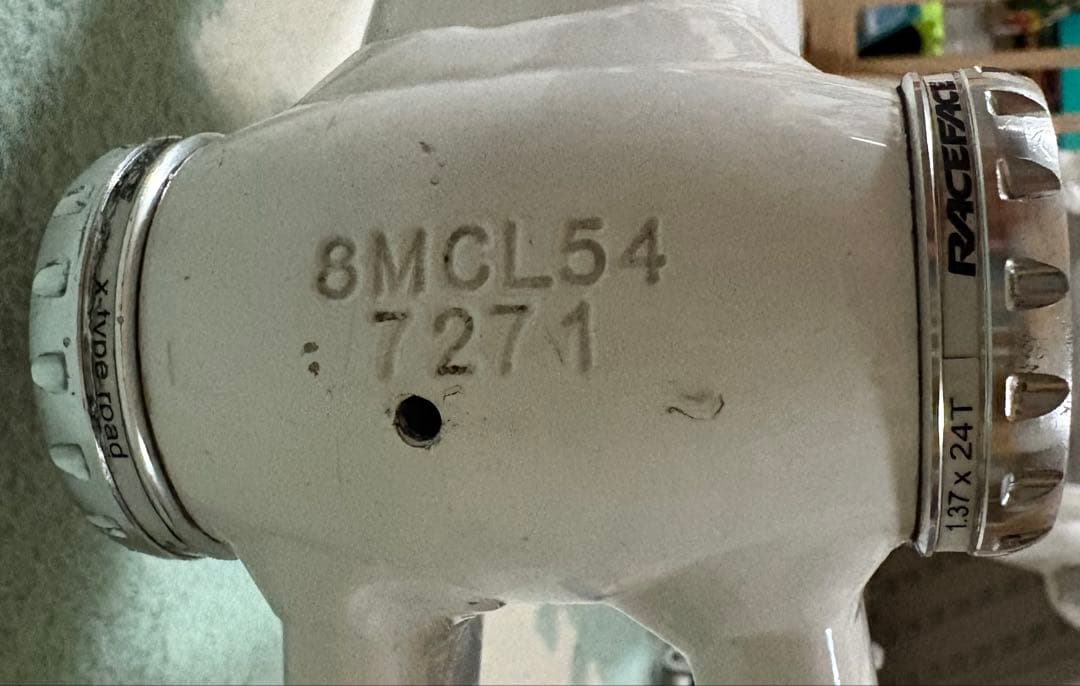 8MCL54
7271
x-type road
RACEFACE
1.37 x 24T